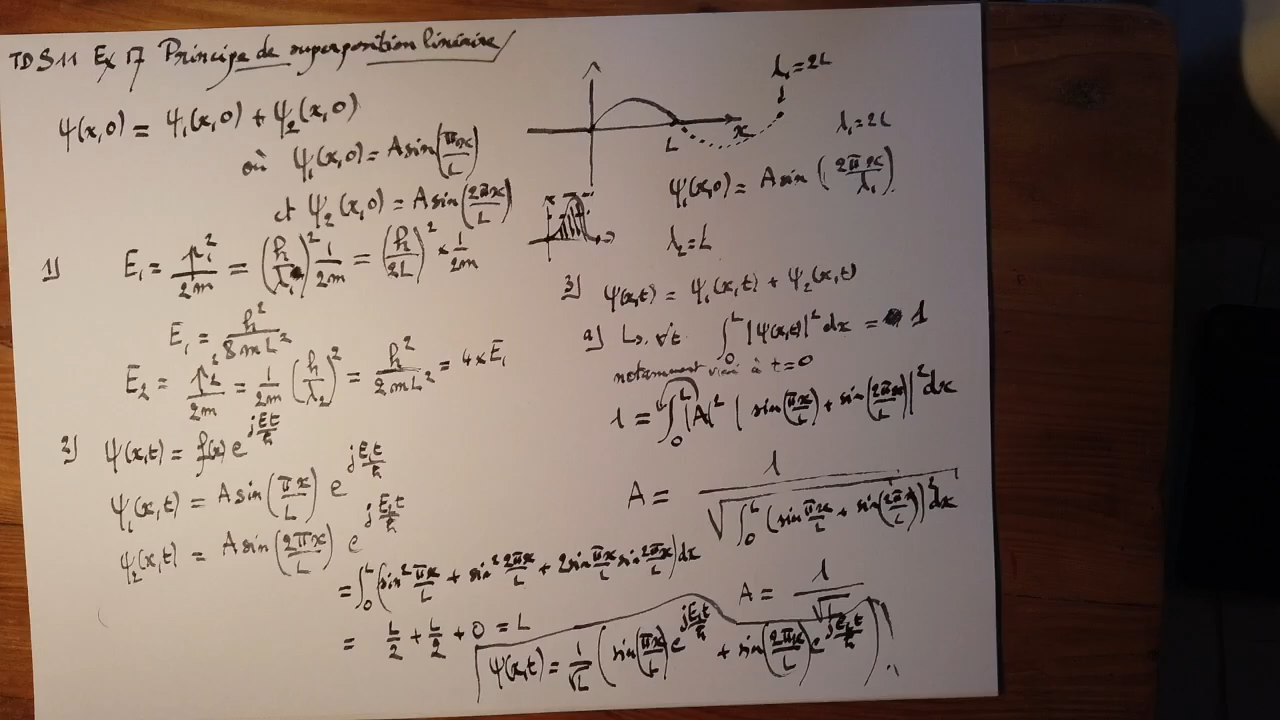 TD S11 Ex 17 Principe de superposition linéaire
ψ(x,0) = ψ₁(x,0) + ψ₂(x,0)
où ψ₁(x,0) = A sin(πx/L)
et ψ₂(x,0) = A sin(2πx/L)
1) E₁ = p₁²/2m = (h/λ₁)² 1/2m = (h/2L)² × 1/2m
E₁ = h²/8mL²
E₂ = p₂²/2m = 1/2m (h/λ₂)² = h²/2mL² = 4 × E₁
2) ψ(x,t) = f(x) e^(jEt/ħ)
ψ₁(x,t) = A sin(πx/L) e^(jE₁t/ħ)
ψ₂(x,t) = A sin(2πx/L) e^(jE₂t/ħ)
λ₁ = 2L
L x
λ₁ = 2L
ψ₁(x,0) = A sin(2πx/λ₁)
λ₂ = L
3) ψ(x,t) = ψ₁(x,t) + ψ₂(x,t)
a) ↳ ∀t ∫₀ᴸ |ψ(x,t)|² dx = 1
notamment vrai à t=0
1 = ∫₀ᴸ |A|² | sin(πx/L) + sin(2πx/L)|² dx
A = 1/√(∫₀ᴸ (sin πx/L + sin(2πx/L))² dx)
= ∫₀ᴸ (sin² πx/L + sin² 2πx/L + 2 sin πx/L sin 2πx/L) dx
= L/2 + L/2 + 0 = L
A = 1/√L
ψ(x,t) = 1/√L (sin(πx/L) e^(jE₁t/ħ) + sin(2πx/L) e^(jE₂t/ħ))